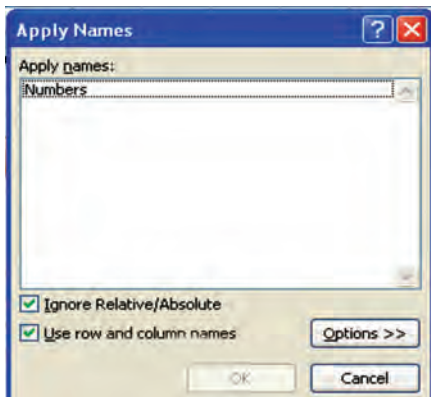 Apply Names
Apply names:
Numbers
Ignore Relative/Absolute
Use row and column names
Options >>
OK
Cancel